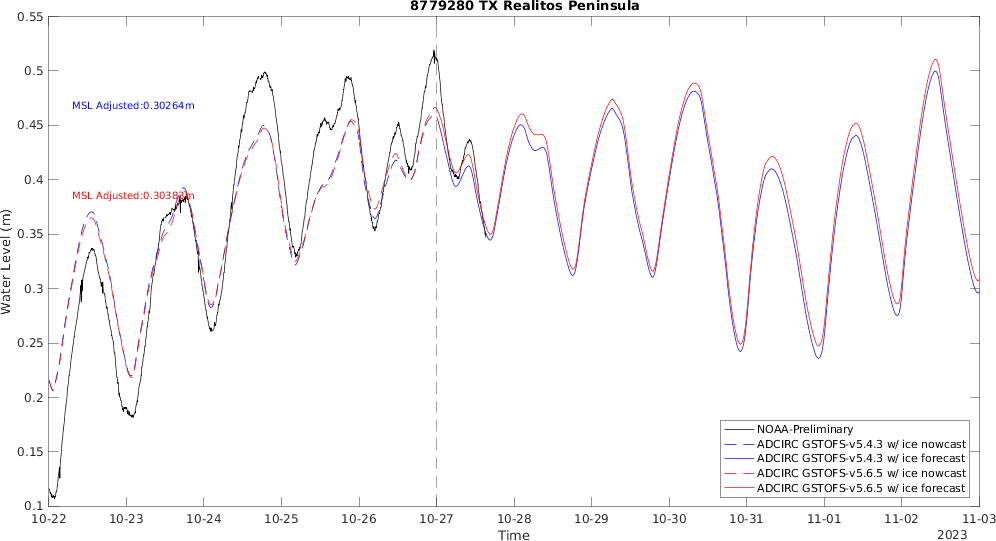 8779280 TX Realitos Peninsula
0.55
0.5
0.45
0.4
0.35
0.3
0.25
0.2
0.15
0.1
Water Level (m)
MSL Adjusted:0.30264m
MSL Adjusted:0.30383m
NOAA-Preliminary
ADCIRC GSTOFS-v5.4.3 w/ ice nowcast
ADCIRC GSTOFS-v5.4.3 w/ ice forecast
ADCIRC GSTOFS-v5.6.5 w/ ice nowcast
ADCIRC GSTOFS-v5.6.5 w/ ice forecast
10-22 10-23 10-24 10-25 10-26 10-27 10-28 10-29 10-30 10-31 11-01 11-02 11-03
Time
2023